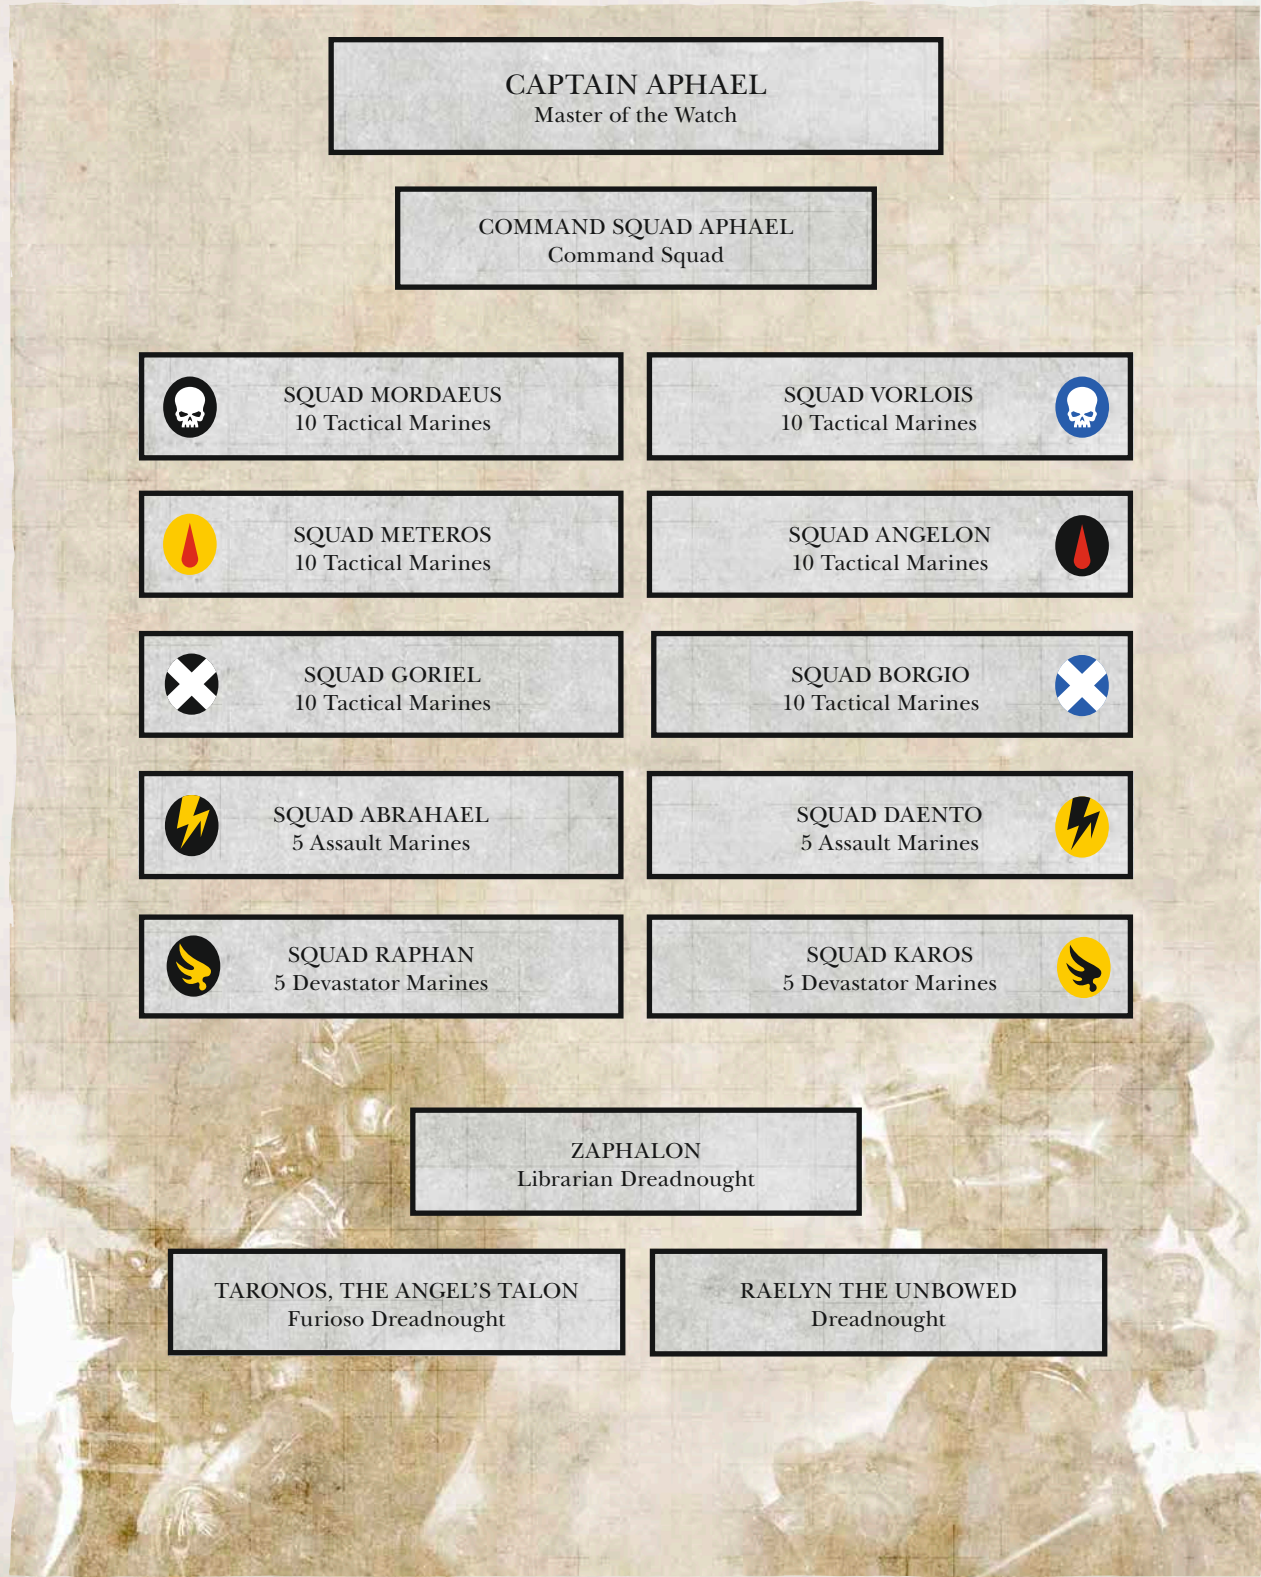 CAPTAIN APHAEL
Master of the Watch
COMMAND SQUAD APHAEL
Command Squad
SQUAD MORDAEUS
10 Tactical Marines
SQUAD VORLOIS
10 Tactical Marines
SQUAD METEROS
10 Tactical Marines
SQUAD ANGELON
10 Tactical Marines
SQUAD GORIEL
10 Tactical Marines
SQUAD BORGIO
10 Tactical Marines
SQUAD ABRAHAEL
5 Assault Marines
SQUAD DAENTO
5 Assault Marines
SQUAD RAPHAN
5 Devastator Marines
SQUAD KAROS
5 Devastator Marines
ZAPHALON
Librarian Dreadnought
TARONOS, THE ANGEL’S TALON
Furioso Dreadnought
RAELYN THE UNBOWED
Dreadnought